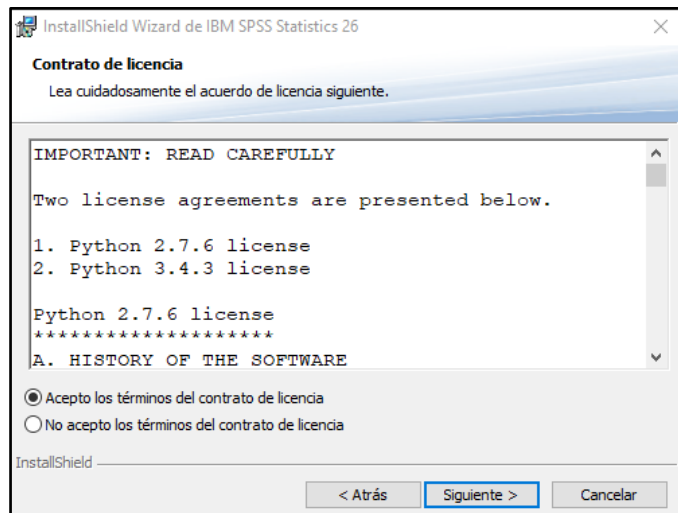 InstallShield Wizard de IBM SPSS Statistics 26
Contrato de licencia
Lea cuidadosamente el acuerdo de licencia siguiente.
IMPORTANT: READ CAREFULLY
Two license agreements are presented below.
1. Python 2.7.6 license
2. Python 3.4.3 license
Python 2.7.6 license
********************
A. HISTORY OF THE SOFTWARE
Acepto los términos del contrato de licencia
No acepto los términos del contrato de licencia
InstallShield
< Atrás Siguiente > Cancelar